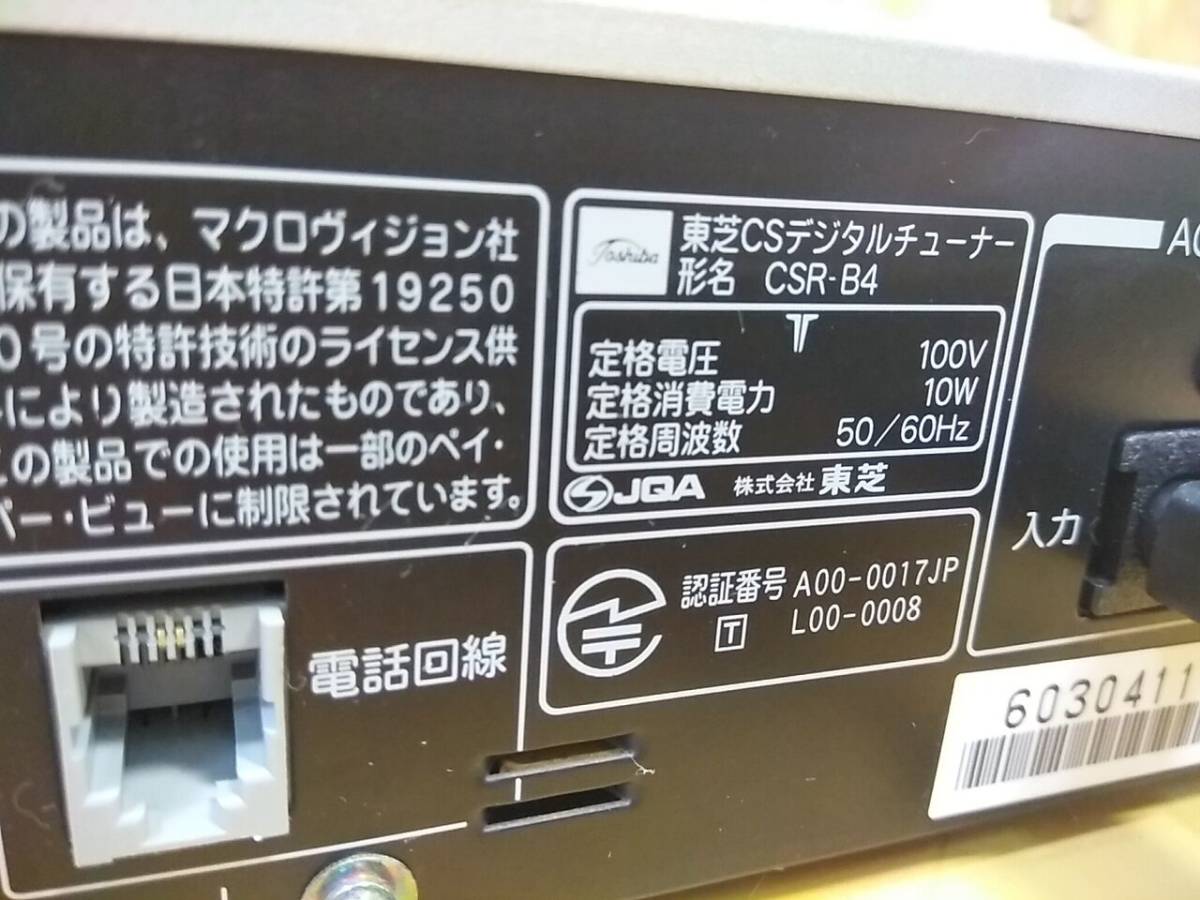 の製品は、マクロヴィジョン社
保有する日本特許第19250
0号の特許技術のライセンス供
により製造されたものであり、
の製品での使用は一部のペイ・
パー・ビューに制限されています。
Toshiba
東芝CSデジタルチューナー
形名 CSR-B4
定格電圧 100V
定格消費電力 10W
定格周波数 50/60Hz
JQA 株式会社 東芝
認証番号 A00-0017JP
T L00-0008
電話回線
AC
入力
6030411